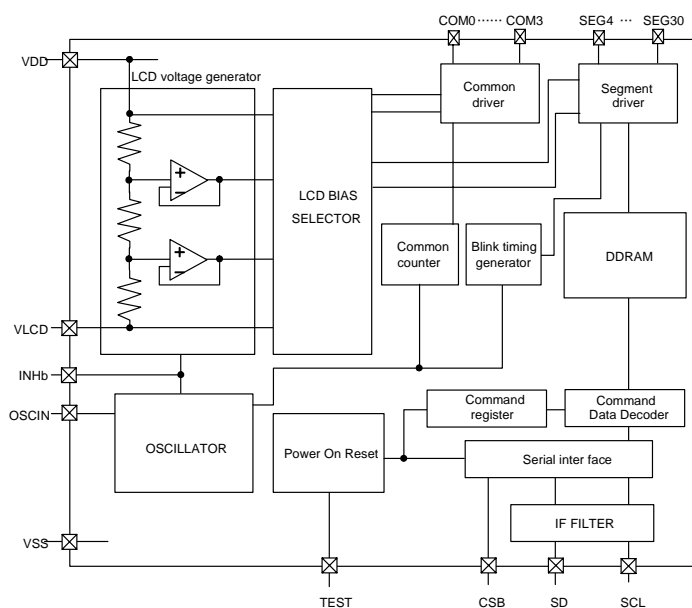 COM0 ······ COM3 SEG4 ··· SEG30
VDD
LCD voltage generator
Common
driver
Segment
driver
+
−
LCD BIAS
SELECTOR
+
−
Common
counter
Blink timing
generator
DDRAM
VLCD
INHb
OSCIN
OSCILLATOR
Power On Reset
Command
register
Command
Data Decoder
Serial inter face
IF FILTER
VSS
TEST
CSB
SD
SCL